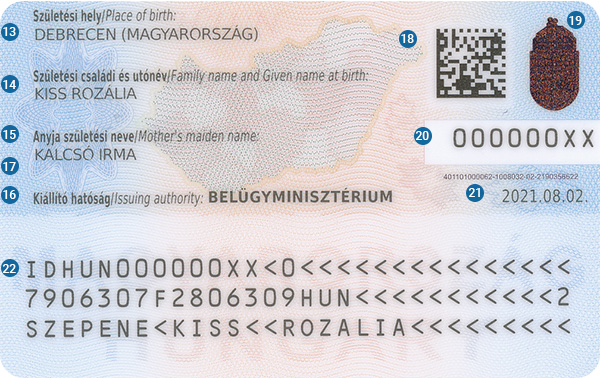 Születési hely/Place of birth:
13 DEBRECEN (MAGYARORSZÁG)
18
19
Születési családi és utónév/Family name and Given name at birth:
14 KISS ROZÁLIA
15 Anyja születési neve/Mother's maiden name:
KALCSÓ IRMA
20 000000XX
17
401101000062-1008032-02-2190356522
16 Kiállító hatóság/Issuing authority: BELÜGYMINISZTÉRIUM
21 2021.08.02.
22 IDHUN000000XX<0<<<<<<<<<<<<<<<
7906307F2806309HUN<<<<<<<<<<<2
SZEPENE<KISS<<ROZALIA<<<<<<<<<